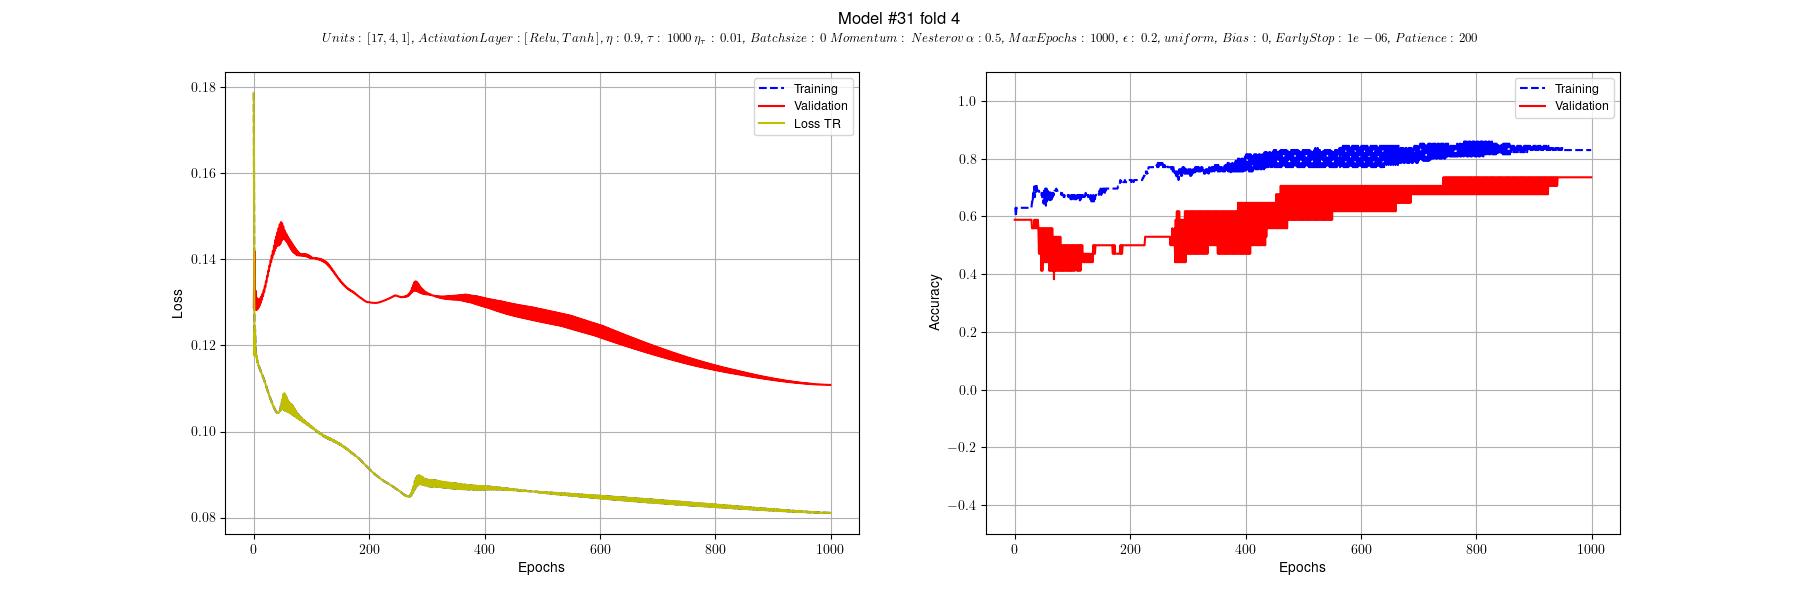 Model #31 fold 4
Units : [17, 4, 1], ActivationLayer : [Relu, Tanh], η : 0.9, τ : 1000 ητ : 0.01, Batchsize : 0 Momentum : Nesterov α : 0.5, MaxEpochs : 1000, ϵ : 0.2, uniform, Bias : 0, EarlyStop : 1e − 06, Patience : 200
0.18
0.16
0.14
0.12
0.10
0.08
Loss
Training
Validation
Loss TR
0 200 400 600 800 1000
Epochs
1.0
0.8
0.6
0.4
0.2
0.0
−0.2
−0.4
Accuracy
Training
Validation
0 200 400 600 800 1000
Epochs